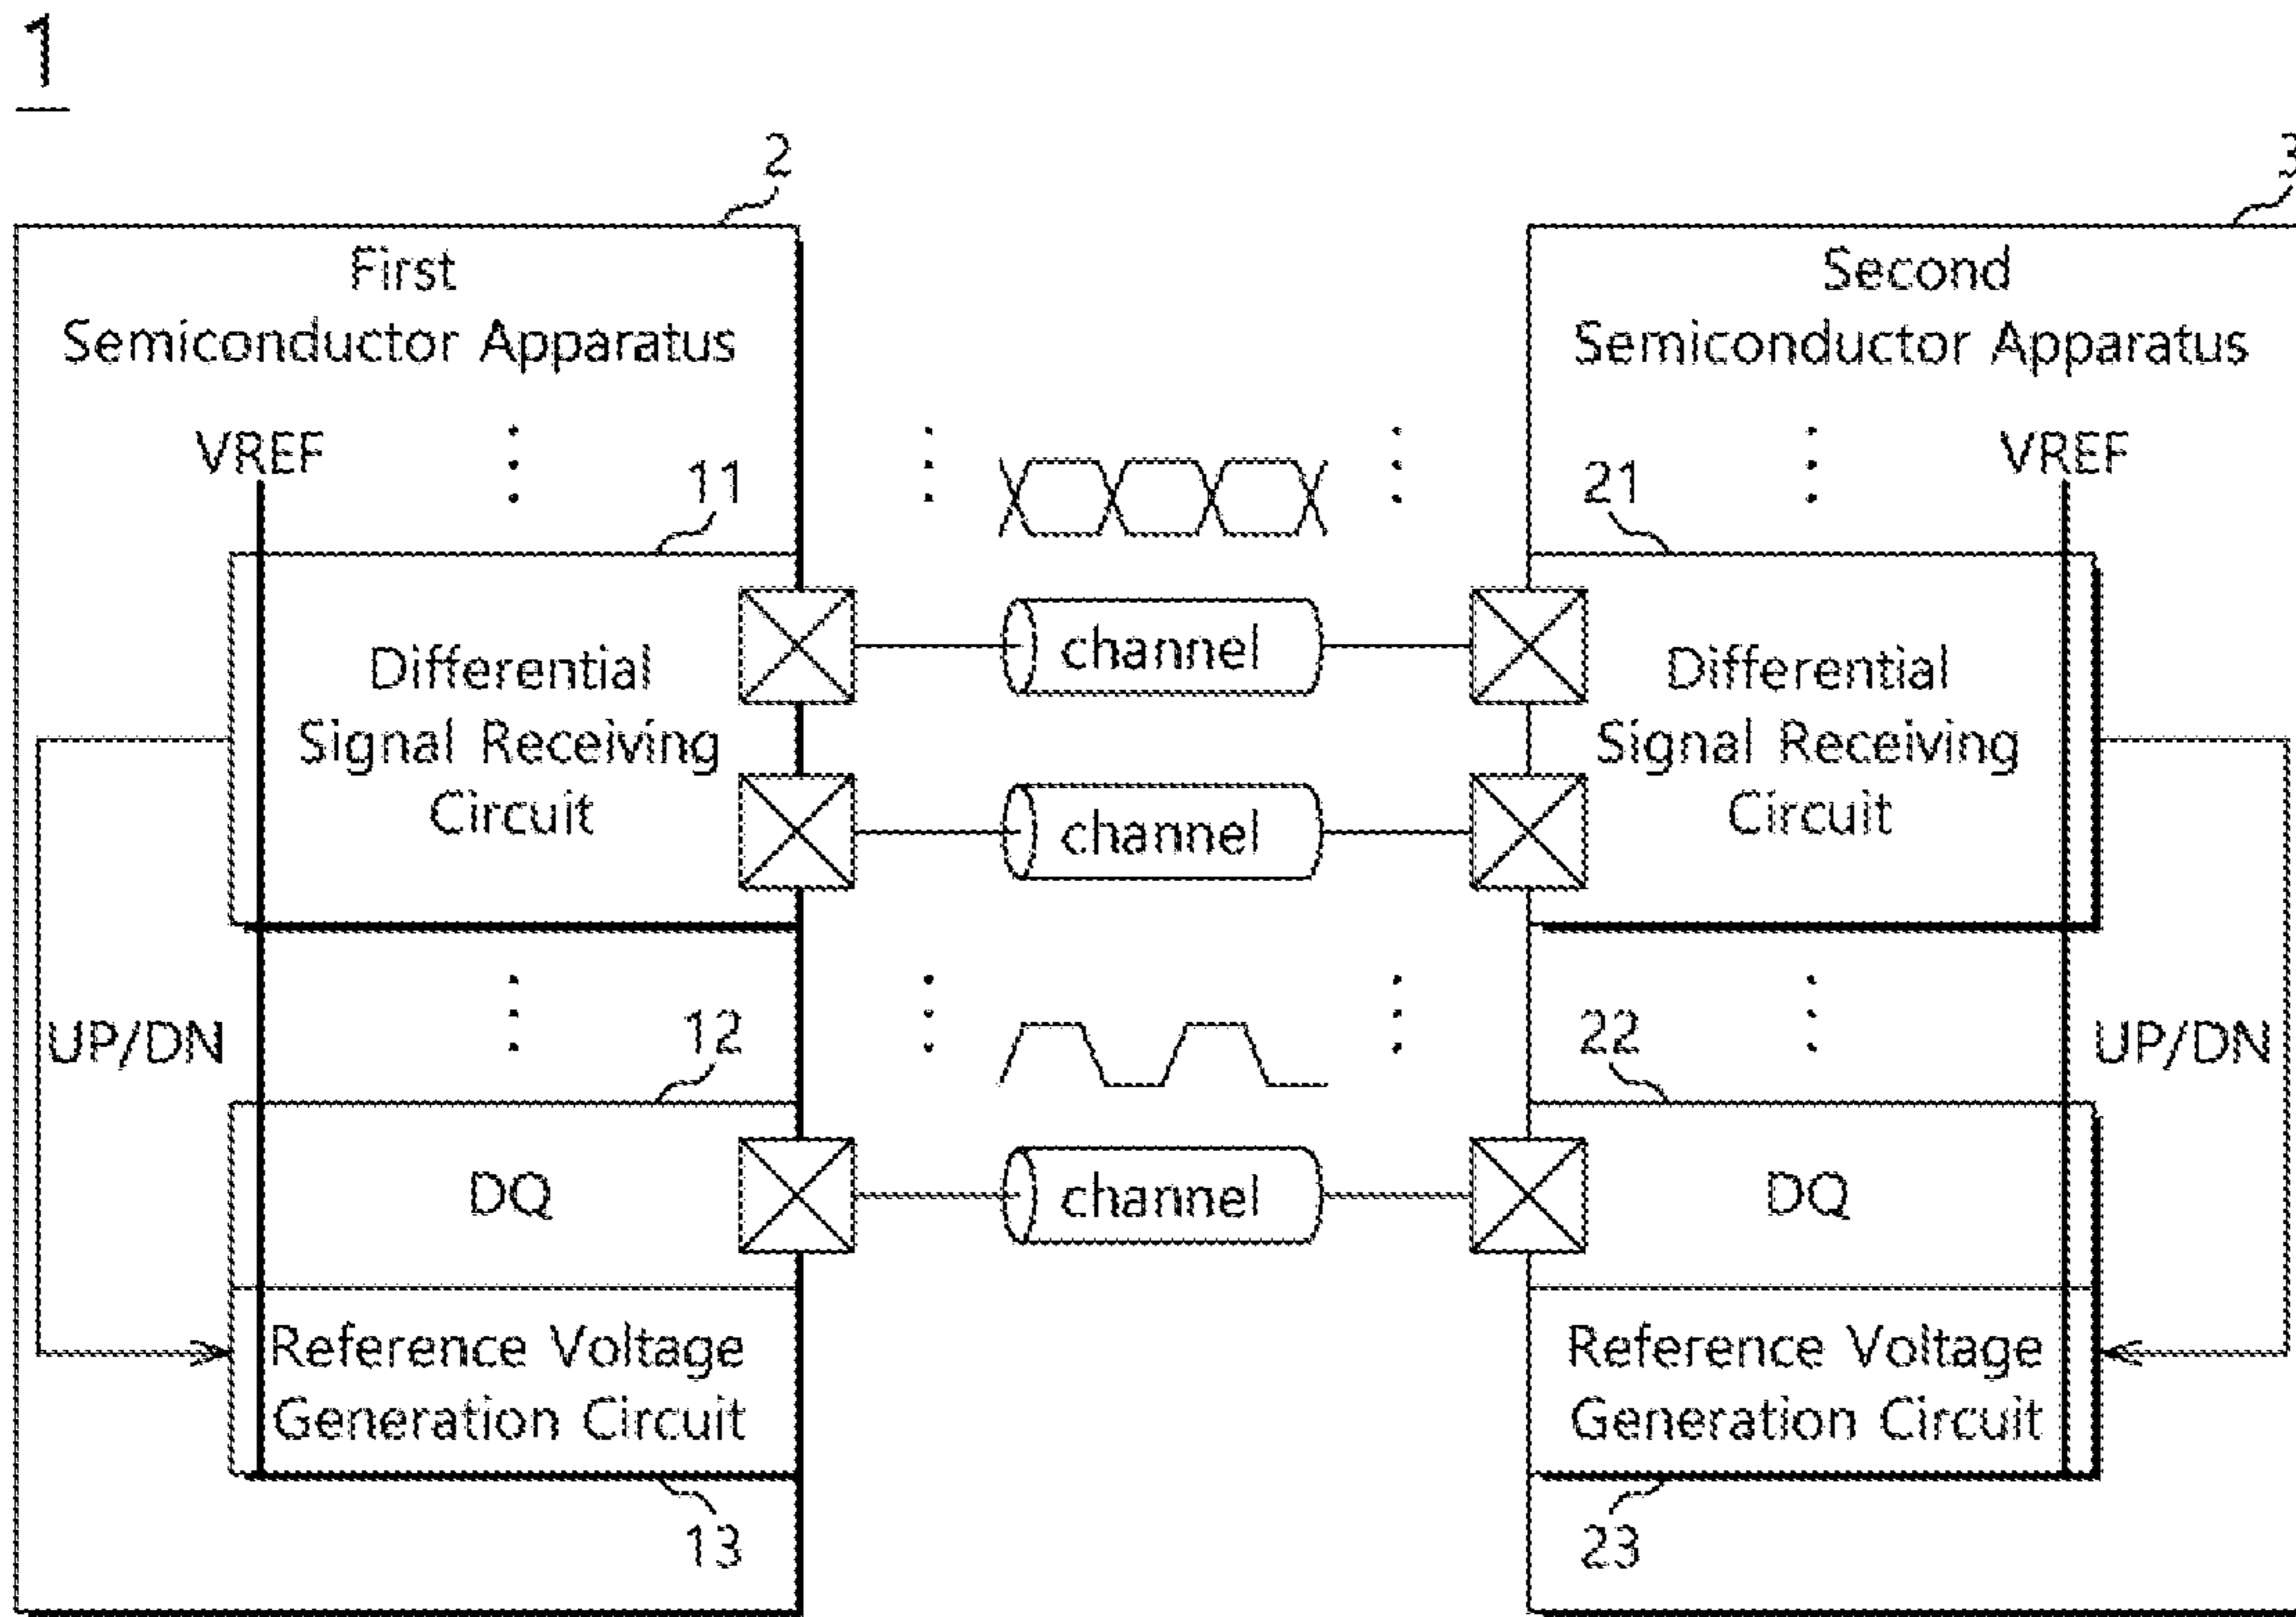 1
2
3
First
Semiconductor Apparatus
Second
Semiconductor Apparatus
VREF
11
21
VREF
Differential
Signal Receiving
Circuit
channel
channel
Differential
Signal Receiving
Circuit
UP/DN
12
22
UP/DN
DQ
channel
DQ
Reference Voltage
Generation Circuit
Reference Voltage
Generation Circuit
13
23